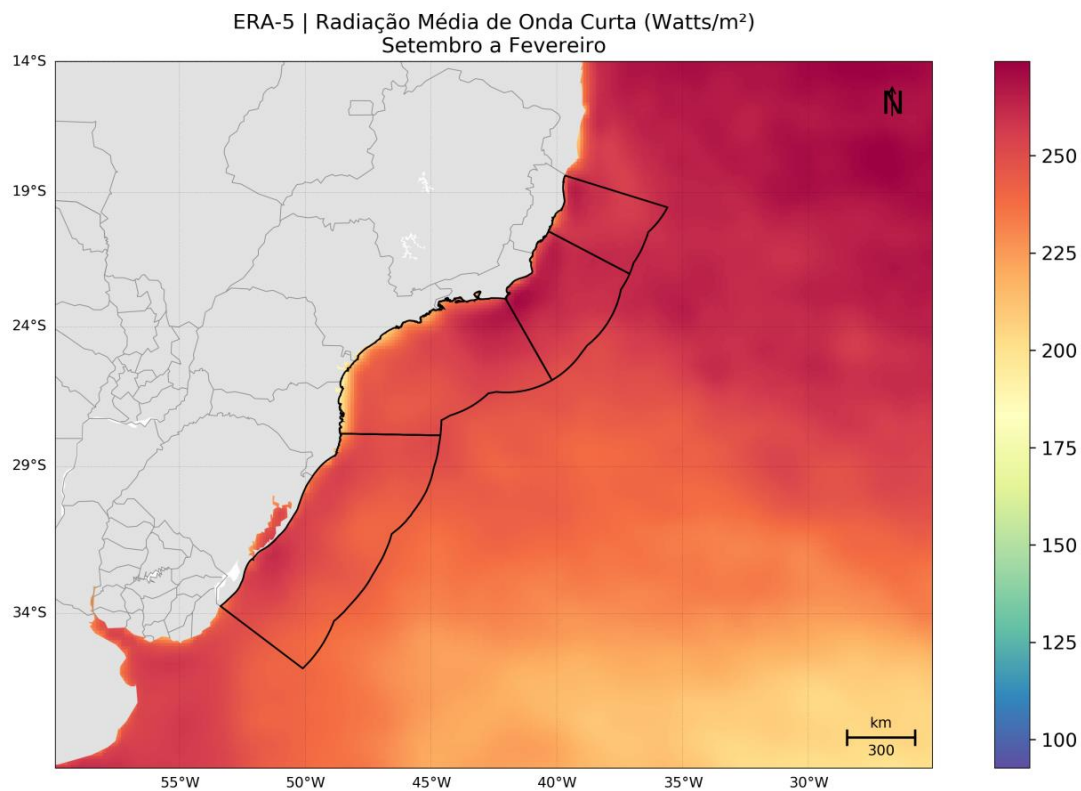 ERA-5 | Radiação Média de Onda Curta (Watts/m²)
Setembro a Fevereiro
14°S
19°S
24°S
29°S
34°S
55°W
50°W
45°W
40°W
35°W
30°W
N
km
300
250
225
200
175
150
125
100